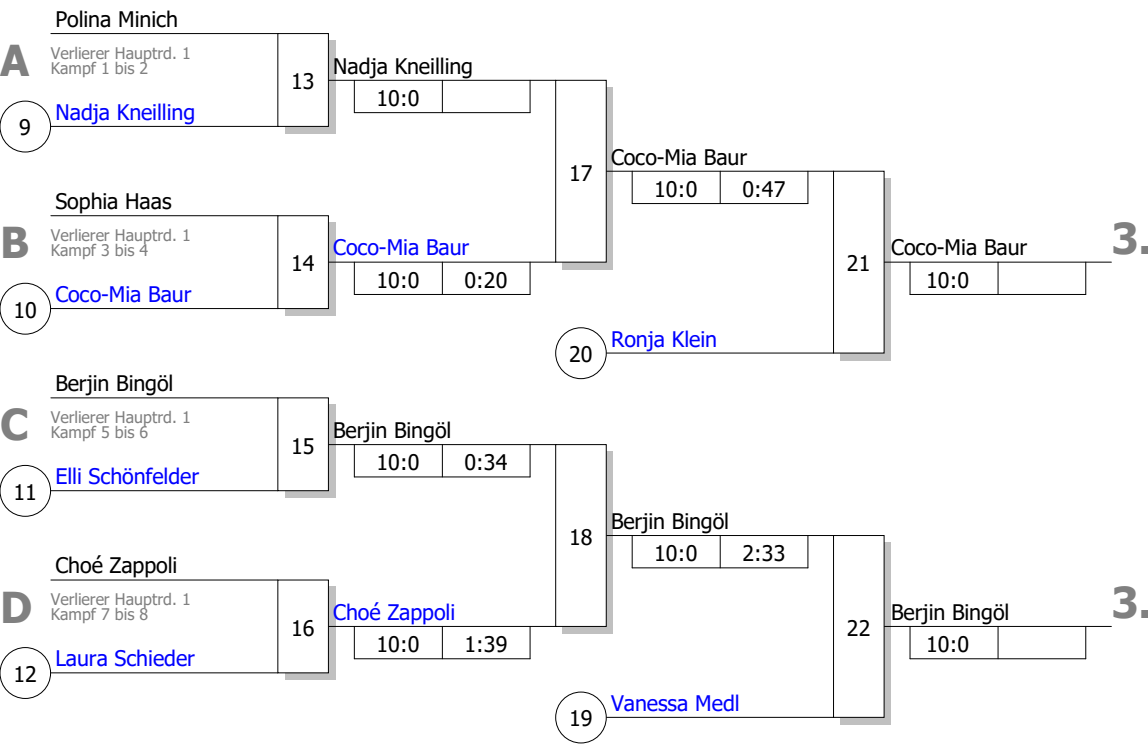 Polina Minich
A
Verlierer Hauptrd. 1
Kampf 1 bis 2
13
Nadja Kneilling
10:0
9
Nadja Kneilling
17
Coco-Mia Baur
10:0 0:47
Sophia Haas
B
Verlierer Hauptrd. 1
Kampf 3 bis 4
14
Coco-Mia Baur
10:0 0:20
10
Coco-Mia Baur
21
Coco-Mia Baur
10:0
3.
20
Ronja Klein
Berjin Bingöl
C
Verlierer Hauptrd. 1
Kampf 5 bis 6
15
Berjin Bingöl
10:0 0:34
11
Elli Schönfelder
18
Berjin Bingöl
10:0 2:33
Choé Zappoli
D
Verlierer Hauptrd. 1
Kampf 7 bis 8
16
Choé Zappoli
10:0 1:39
12
Laura Schieder
22
Berjin Bingöl
10:0
3.
19
Vanessa Medl